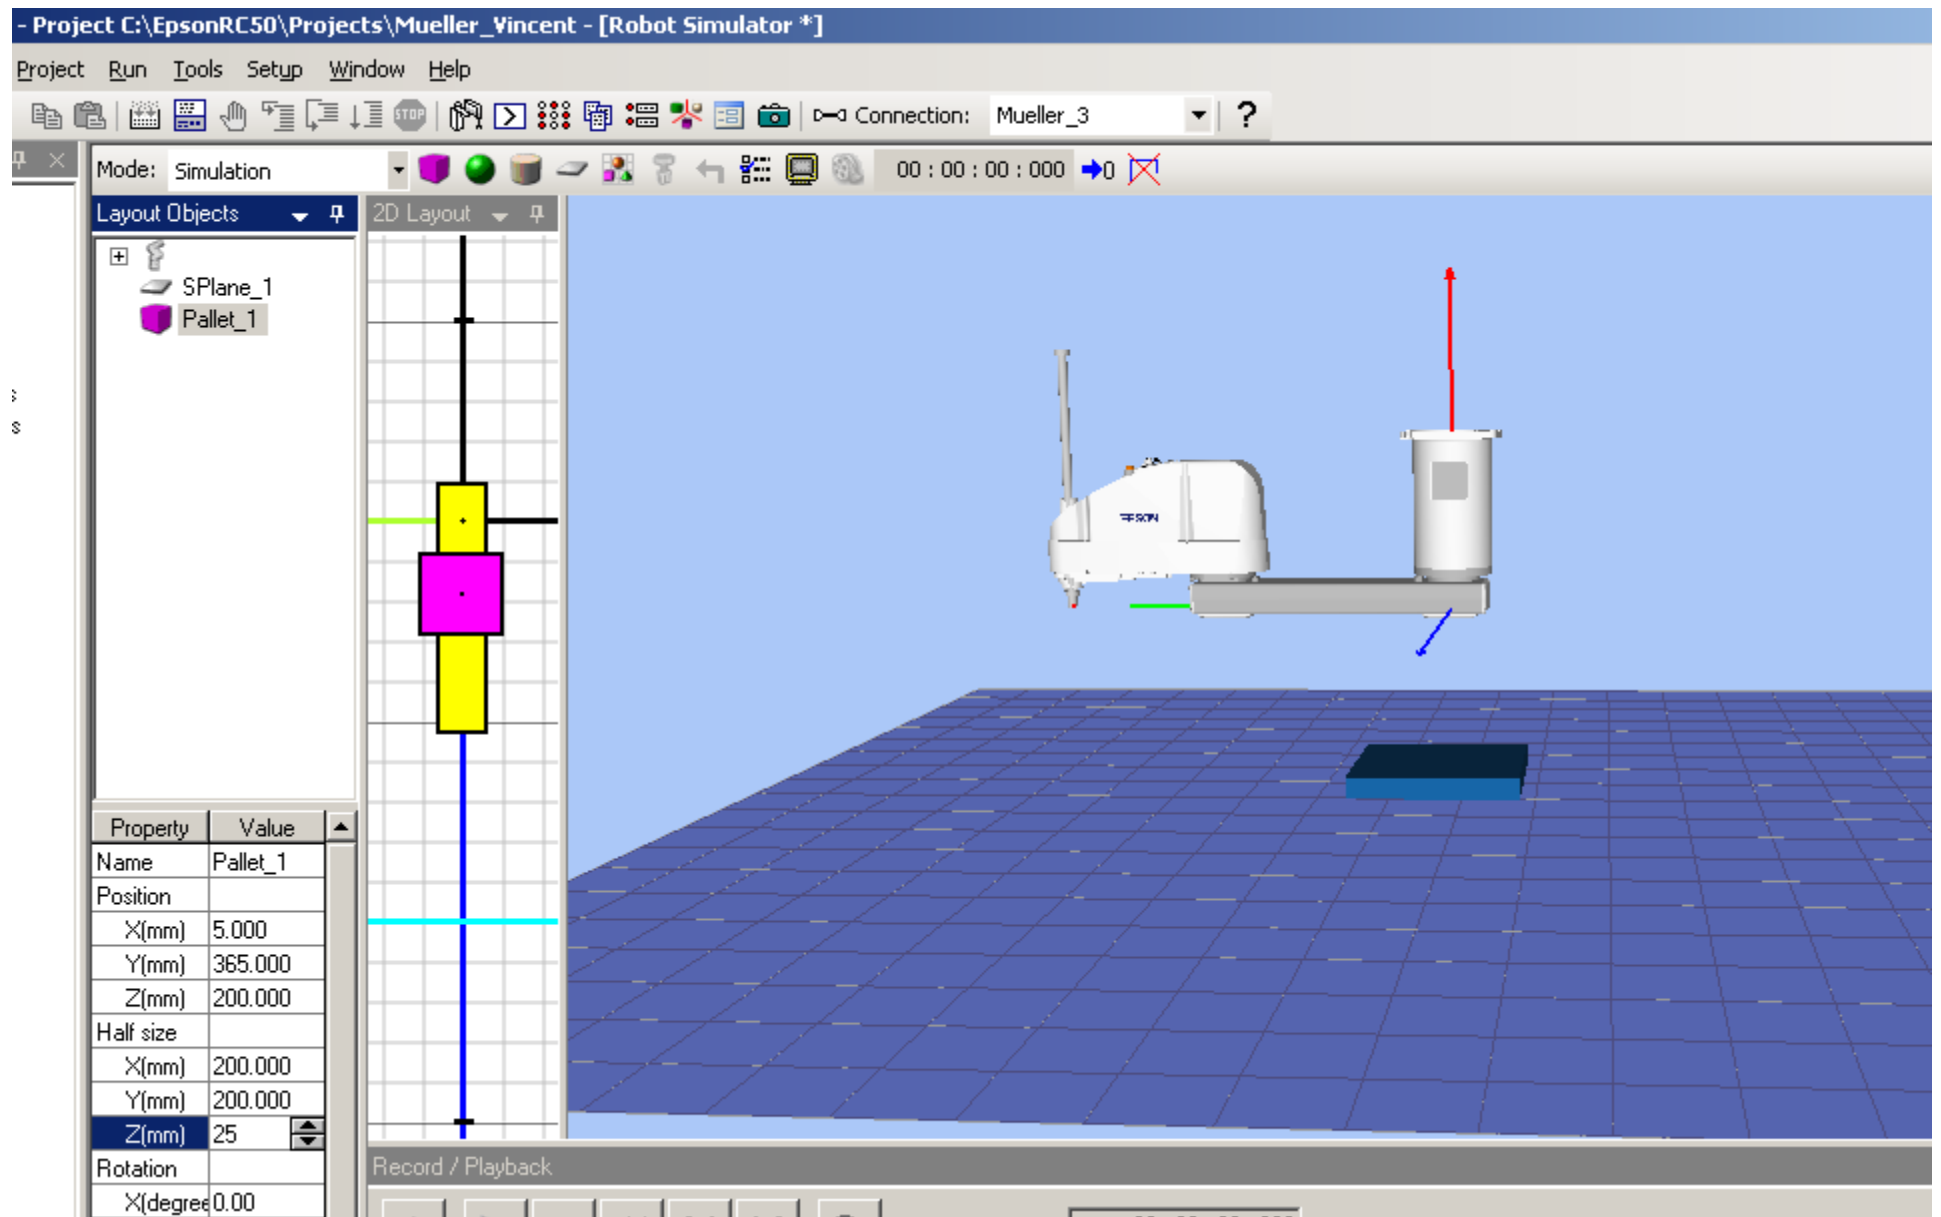 - Project C:\EpsonRC50\Projects\Mueller_Vincent - [Robot Simulator *]
Project Run Tools Setup Window Help
STOP Connection: Mueller_3 ?
Mode: Simulation 00 : 00 : 00 : 000 0
Layout Objects 2D Layout
SPlane_1
Pallet_1
s
s
EPSON
Property Value
Name Pallet_1
Position
X(mm) 5.000
Y(mm) 365.000
Z(mm) 200.000
Half size
X(mm) 200.000
Y(mm) 200.000
Z(mm) 25
Rotation
X(degree 0.00
Record / Playback